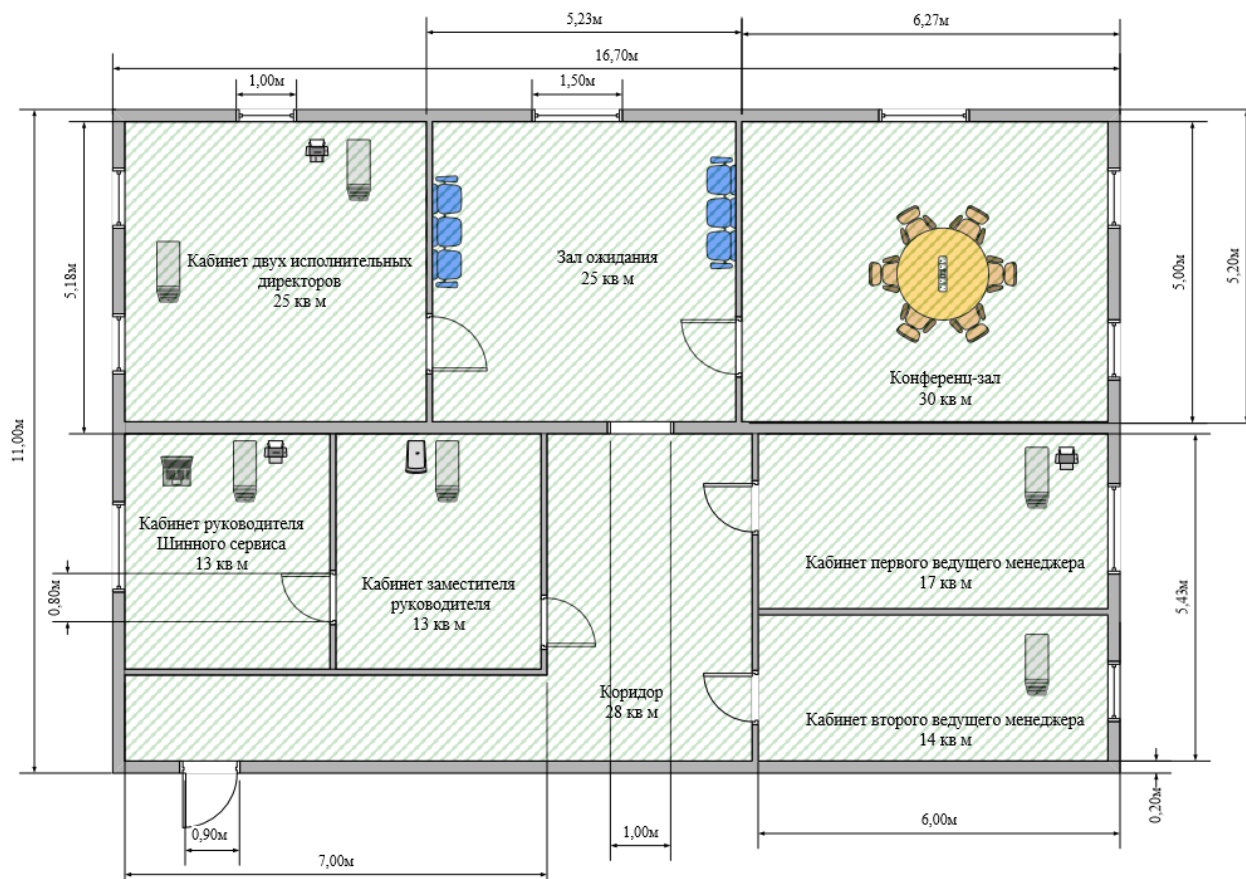 5,23м
6,27м
16,70м
1,00м
1,50м
Кабинет двух исполнительных
директоров
25 кв м
Зал ожидания
25 кв м
Конференц-зал
30 кв м
5,18м
5,00м
5,20м
11,00м
Кабинет руководителя
Шинного сервиса
13 кв м
Кабинет заместителя
руководителя
13 кв м
Кабинет первого ведущего менеджера
17 кв м
0,80м
5,43м
Коридор
28 кв м
Кабинет второго ведущего менеджера
14 кв м
0,20м
0,90м
1,00м
6,00м
7,00м